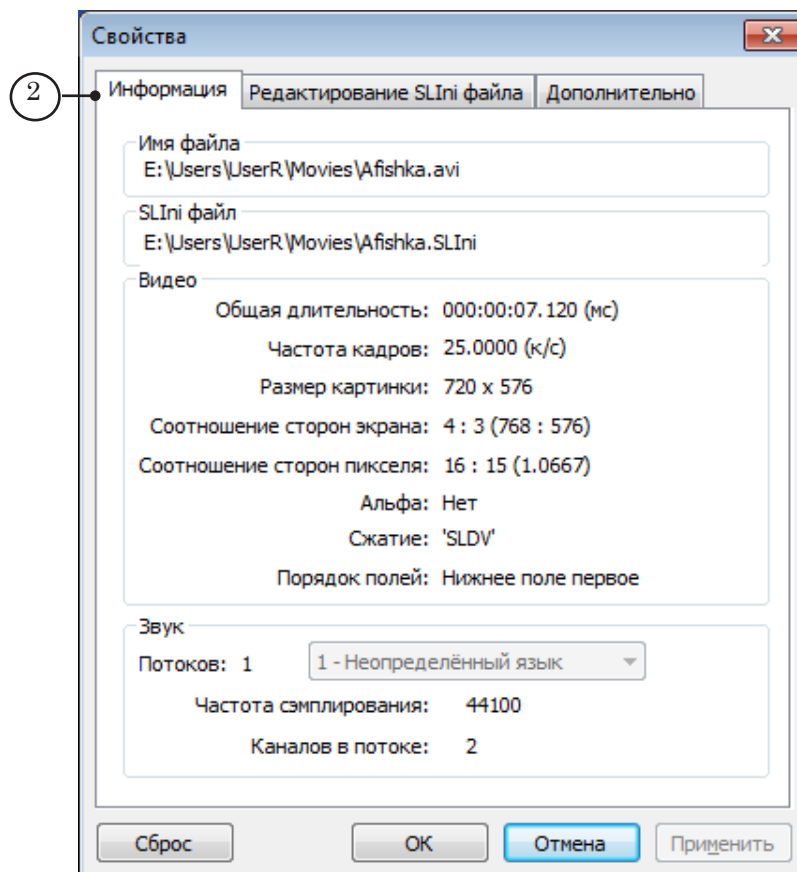 Свойства
2
Информация Редактирование SLIni файла Дополнительно
Имя файла
E:\Users\UserR\Movies\Afishka.avi
SLIni файл
E:\Users\UserR\Movies\Afishka.SLIni
Видео
Общая длительность: 000:00:07.120 (мс)
Частота кадров: 25.0000 (к/с)
Размер картинки: 720 x 576
Соотношение сторон экрана: 4 : 3 (768 : 576)
Соотношение сторон пикселя: 16 : 15 (1.0667)
Альфа: Нет
Сжатие: 'SLDV'
Порядок полей: Нижнее поле первое
Звук
Потоков: 1 1 - Неопределённый язык
Частота сэмплирования: 44100
Каналов в потоке: 2
Сброс ОК Отмена Применить